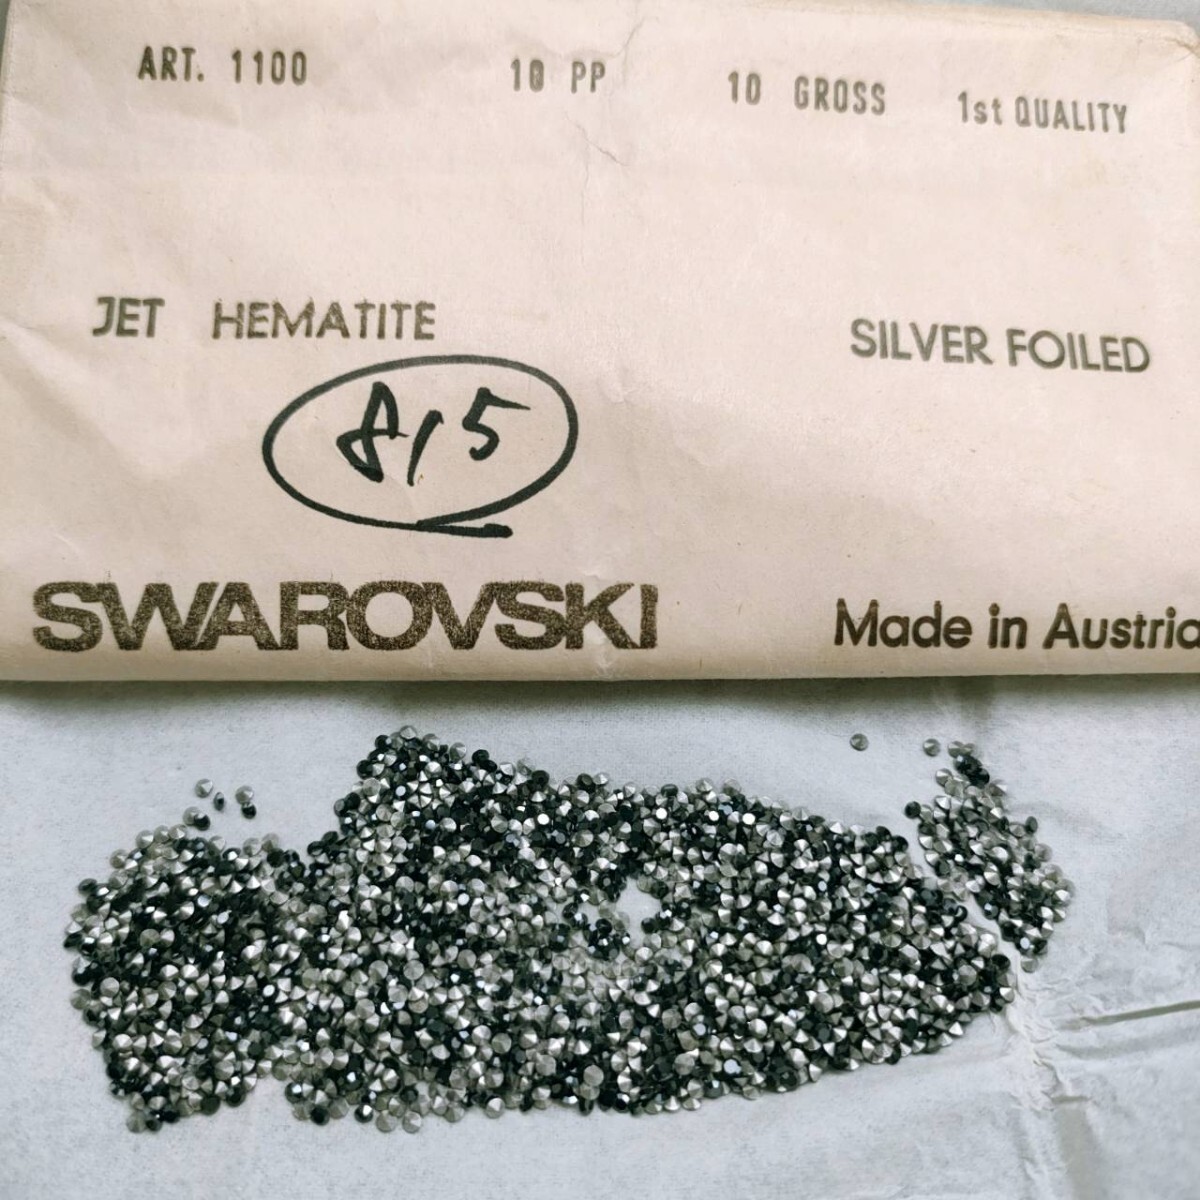 ART. 1100 10 PP 10 GROSS 1st QUALITY
JET HEMATITE SILVER FOILED
815
SWAROVSKI Made in Austria